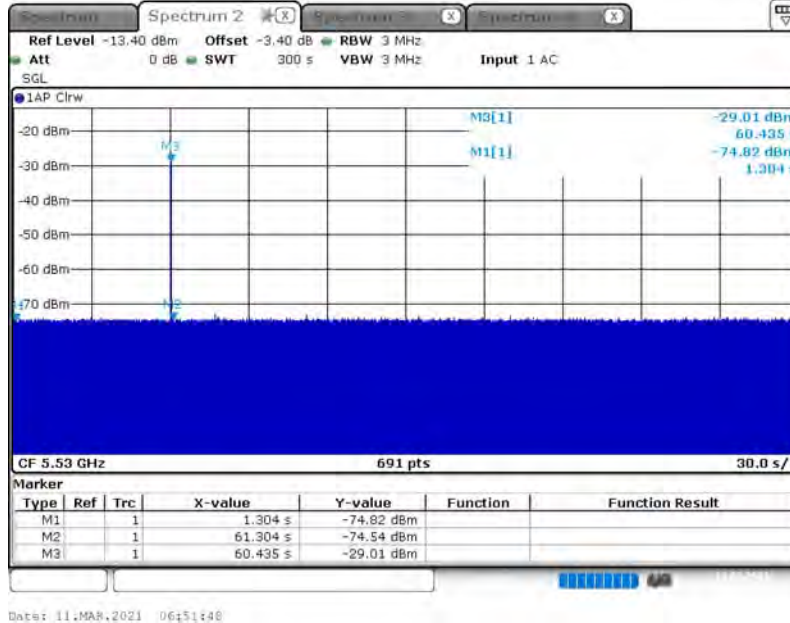 Spectrum Spectrum 2 X Spectrum X Spectrum X
Ref Level -13.40 dBm Offset -3.40 dB RBW 3 MHz
Att 0 dB SWT 300 s VBW 3 MHz Input 1 AC
SGL
1AP Clrw
M3[1] -29.01 dBm
60.435
M1[1] -74.82 dBm
1.304 s
-20 dBm
M3
-30 dBm
-40 dBm
-50 dBm
-60 dBm
-70 dBm
M2
CF 5.53 GHz 691 pts 30.0 s/
Marker
Type Ref Trc X-value Y-value Function Function Result
M1 1 1.304 s -74.82 dBm
M2 1 61.304 s -74.54 dBm
M3 1 60.435 s -29.01 dBm
Date: 11.MAR.2021 06:51:48